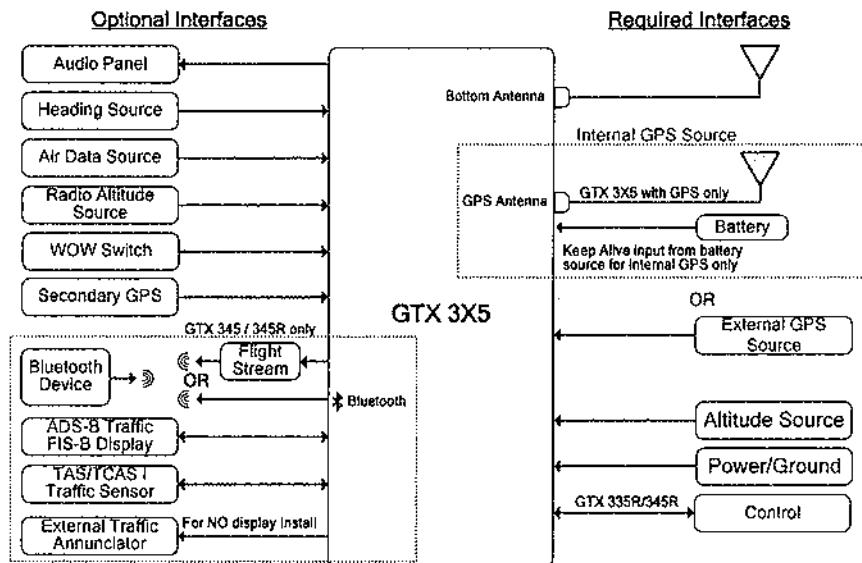 Optional Interfaces
Required Interfaces
Audio Panel
Heading Source
Air Data Source
Radio Altitude
Source
WOW Switch
Secondary GPS
GTX 345 / 345R only
Bluetooth
Device
OR
Flight
Stream
Bluetooth
ADS-B Traffic
FIS-B Display
TAS/TCAS I
Traffic Sensor
External Traffic
Annunciator
For NO display Install
GTX 3X5
Bottom Antenna
Internal GPS Source
GPS Antenna
GTX 3X5 with GPS only
Battery
Keep Alive input from battery
source for internal GPS only
OR
External GPS
Source
Altitude Source
Power/Ground
GTX 335R/345R
Control